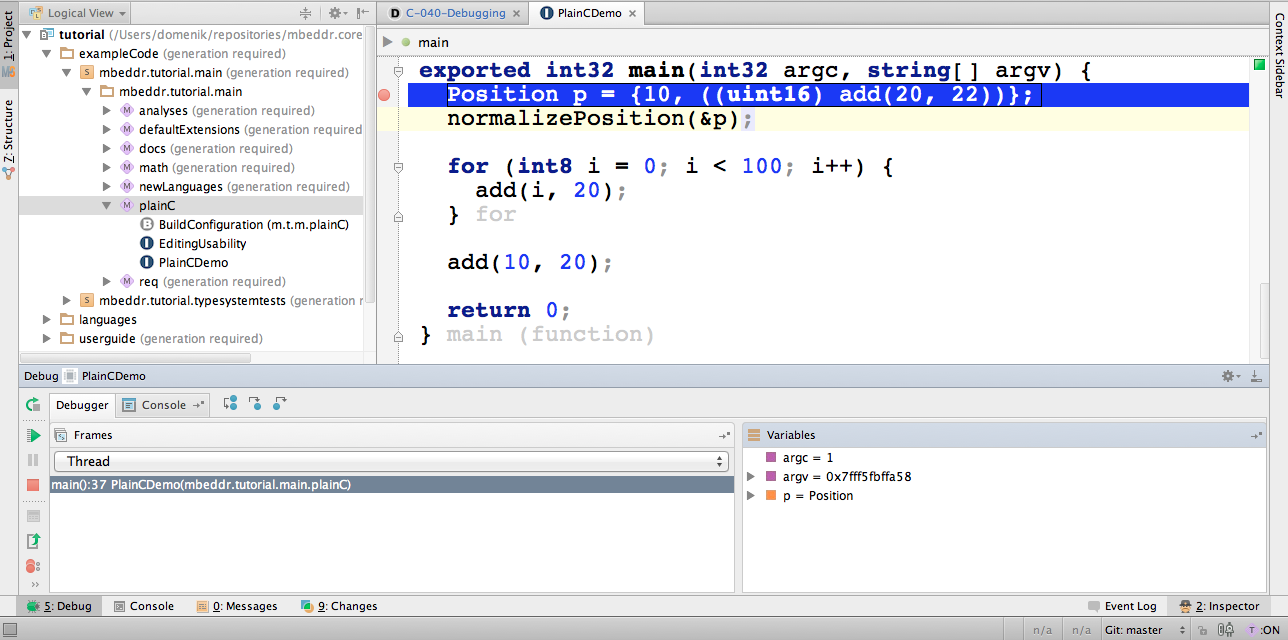 1: Project
Z: Structure
Logical View
tutorial (/Users/domenik/repositories/mbeddr.core
exampleCode (generation required)
mbeddr.tutorial.main (generation required)
mbeddr.tutorial.main
analyses (generation required)
defaultExtensions (generation required
docs (generation required)
math (generation required)
newLanguages (generation required)
plainC
BuildConfiguration (m.t.m.plainC)
EditingUsability
PlainCDemo
req (generation required)
mbeddr.tutorial.typesystemtests (generation r
languages
userguide (generation required)
C-040-Debugging
PlainCDemo
main
exported int32 main(int32 argc, string[] argv) {
Position p = {10, ((uint16) add(20, 22))};
normalizePosition(&p);
for (int8 i = 0; i < 100; i++) {
add(i, 20);
} for
add(10, 20);
return 0;
} main (function)
Context Sidebar
Debug PlainCDemo
Debugger Console
Frames
Thread
main():37 PlainCDemo(mbeddr.tutorial.main.plainC)
Variables
argc = 1
argv = 0x7fff5fbffa58
p = Position
5: Debug Console 0: Messages 9: Changes Event Log 2: Inspector
n/a n/a Git: master T :ON